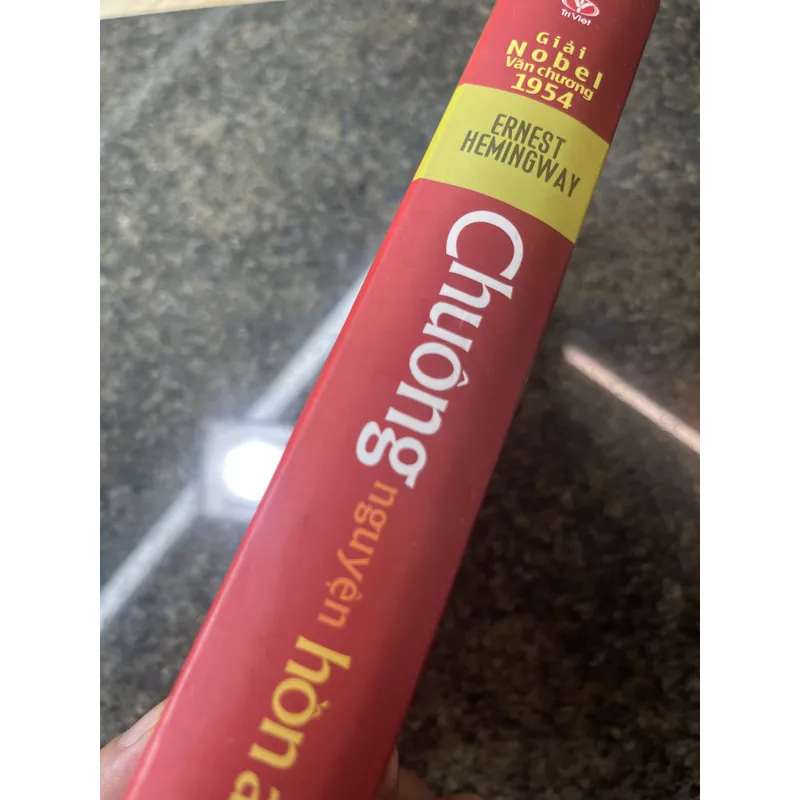 Trí Việt
Giải
Nobel
Văn chương
1954
ERNEST
HEMINGWAY
Chuông
nguyện
hồn